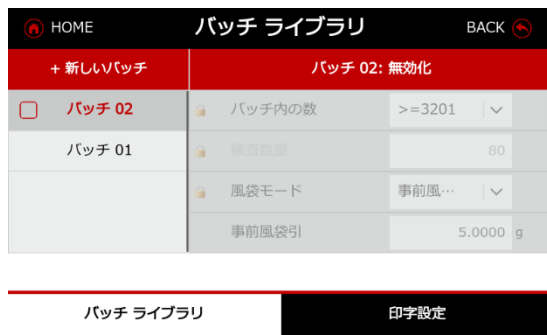 HOME
バッチ ライブラリ
BACK
+ 新しいバッチ
バッチ 02: 無効化
バッチ 02
バッチ内の数
>=3201
バッチ 01
検査数量
80
風袋モード
事前風…
事前風袋引
5.0000 g
バッチ ライブラリ
印字設定